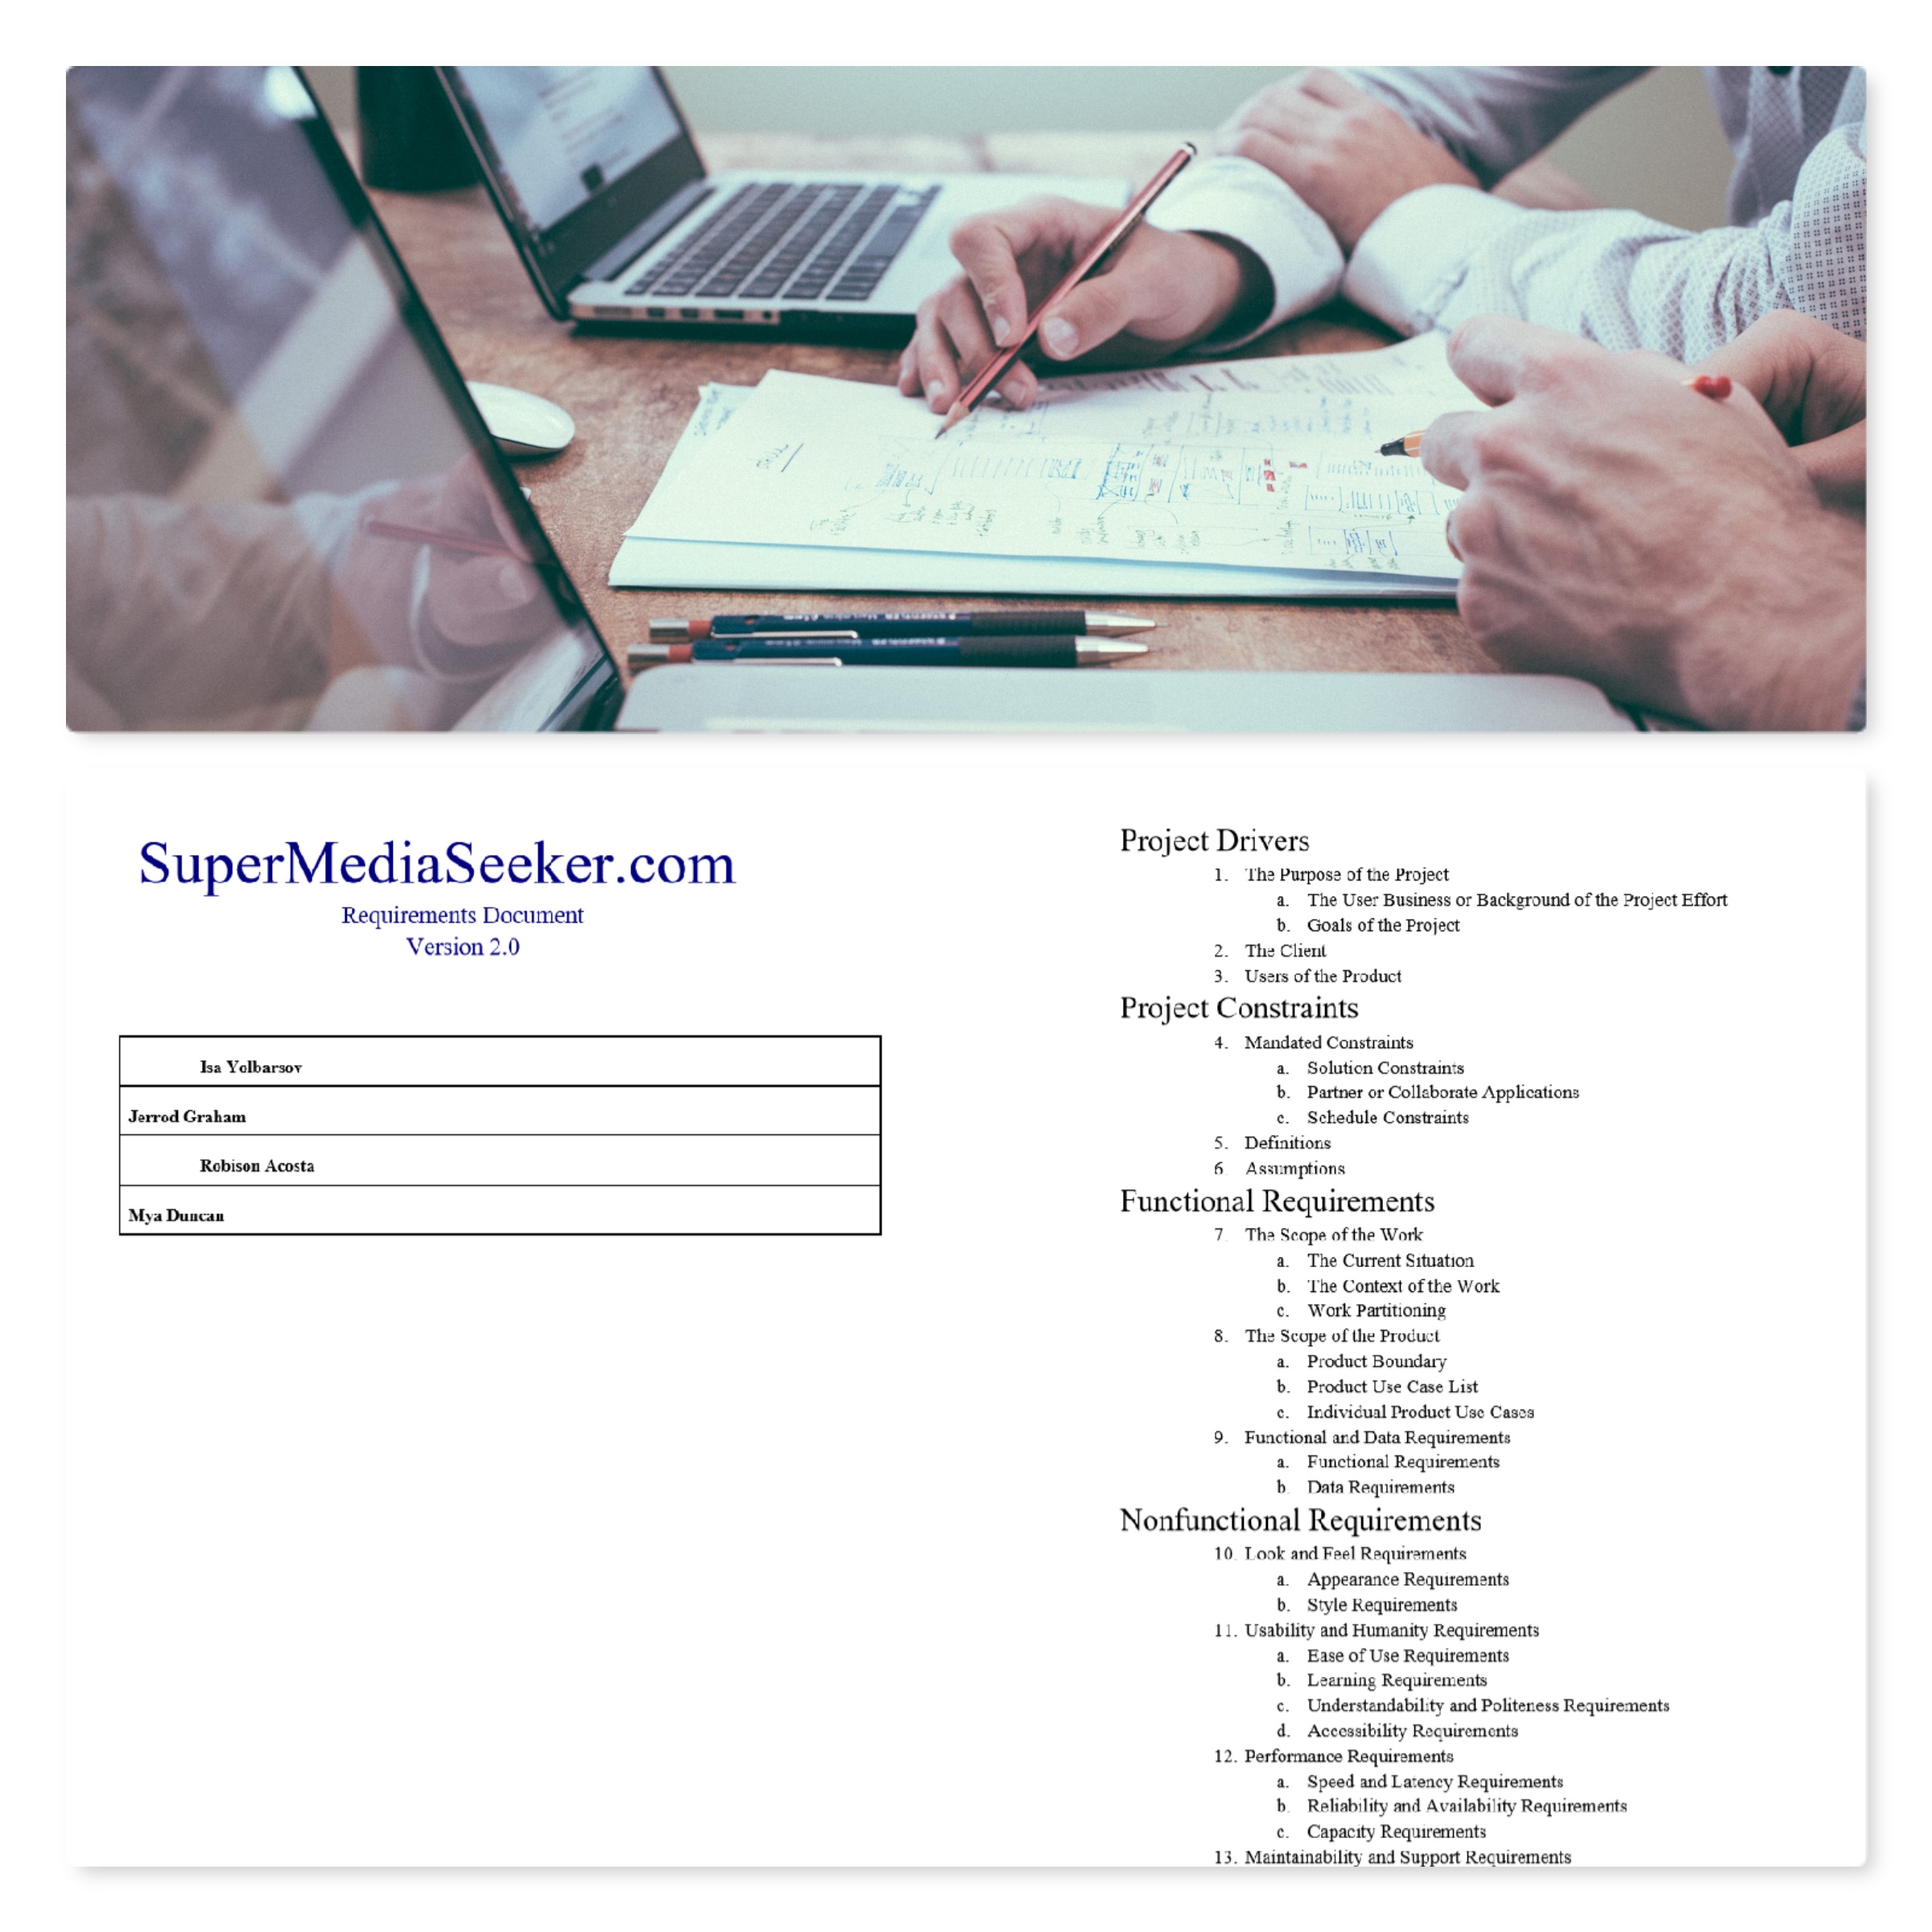 SuperMediaSeeker.com
Requirements Document
Version 2.0
Isa Yolbarsov
Jerrod Graham
Robison Acosta
Mya Duncan
Project Drivers
1. The Purpose of the Project
a. The User Business or Background of the Project Effort
b. Goals of the Project
2. The Client
3. Users of the Product
Project Constraints
4. Mandated Constraints
a. Solution Constraints
b. Partner or Collaborate Applications
c. Schedule Constraints
5. Definitions
6. Assumptions
Functional Requirements
7. The Scope of the Work
a. The Current Situation
b. The Context of the Work
c. Work Partitioning
8. The Scope of the Product
a. Product Boundary
b. Product Use Case List
c. Individual Product Use Cases
9. Functional and Data Requirements
a. Functional Requirements
b. Data Requirements
Nonfunctional Requirements
10. Look and Feel Requirements
a. Appearance Requirements
b. Style Requirements
11. Usability and Humanity Requirements
a. Ease of Use Requirements
b. Learning Requirements
c. Understandability and Politeness Requirements
d. Accessibility Requirements
12. Performance Requirements
a. Speed and Latency Requirements
b. Reliability and Availability Requirements
c. Capacity Requirements
13. Maintainability and Support Requirements